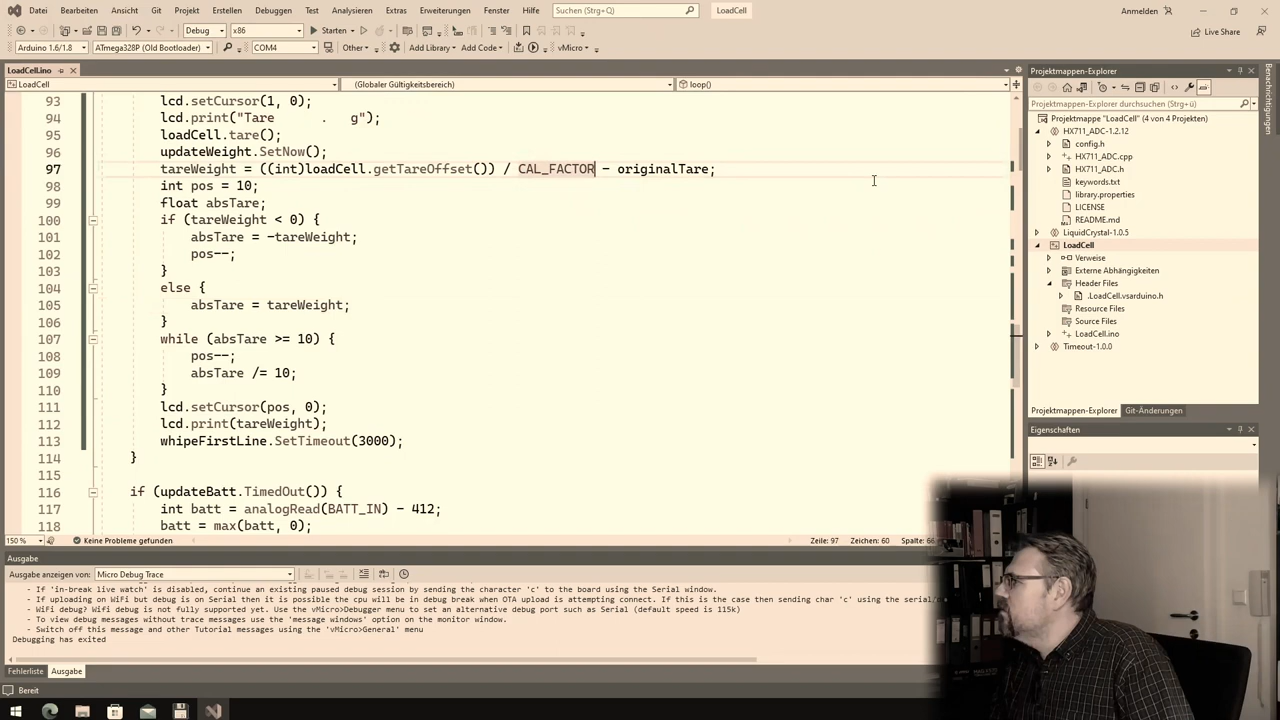 Datei Bearbeiten Ansicht Git Projekt Erstellen Debuggen Test Analysieren Extras Erweiterungen Fenster Hilfe Suchen (Strg+Q) LoadCell Anmelden
Debug x86 Starten Live Share
Arduino 1.6/1.8 ATmega328P (Old Bootloader) COM4 Other Add Library Add Code vMicro
LoadCell.ino
LoadCell (Globaler Gültigkeitsbereich) loop()
93 lcd.setCursor(1, 0);
94 lcd.print("Tare      .   g");
95 loadCell.tare();
96 updateWeight.SetNow();
97 tareWeight = ((int)loadCell.getTareOffset()) / CAL_FACTOR - originalTare;
98 int pos = 10;
99 float absTare;
100 if (tareWeight < 0) {
101 absTare = -tareWeight;
102 pos--;
103 }
104 else {
105 absTare = tareWeight;
106 }
107 while (absTare >= 10) {
108 pos--;
109 absTare /= 10;
110 }
111 lcd.setCursor(pos, 0);
112 lcd.print(tareWeight);
113 whipeFirstLine.SetTimeout(3000);
114 }
115
116 if (updateBatt.TimedOut()) {
117 int batt = analogRead(BATT_IN) - 412;
118 batt = max(batt, 0);
150 % Keine Probleme gefunden Zeile: 97 Zeichen: 60 Spalte: 66
Ausgabe
Ausgabe anzeigen von: Micro Debug Trace
- If 'in-break live watch' is disabled, continue an existing paused debug session by sending the character 'c' to the board using the Serial window.
- If uploading on WiFi but debug is on Serial then it is possible the cpu will be in debug break when OTA upload is attempting connect. If this is the case then sending char 'c' using the serial/
- WiFi debug? Wifi debug is not fully supported yet. Use the vMicro>Debugger menu to set an alternative debug port such as Serial (default speed is 115k)
- To view debug messages without trace messages use the 'message windows' option on the monitor window.
- Switch off this message and other Tutorial messages using the 'vMicro>General' menu
Debugging has exited
Fehlerliste Ausgabe
Bereit
Projektmappen-Explorer
Projektmappen-Explorer durchsuchen (Strg+ü)
Projektmappe "LoadCell" (4 von 4 Projekten)
HX711_ADC-1.2.12
config.h
HX711_ADC.cpp
HX711_ADC.h
keywords.txt
library.properties
LICENSE
README.md
LiquidCrystal-1.0.5
LoadCell
Verweise
Externe Abhängigkeiten
Header Files
.LoadCell.vsarduino.h
Resource Files
Source Files
LoadCell.ino
Timeout-1.0.0
Projektmappen-Explorer Git-Änderungen
Eigenschaften
Benachrichtigungen